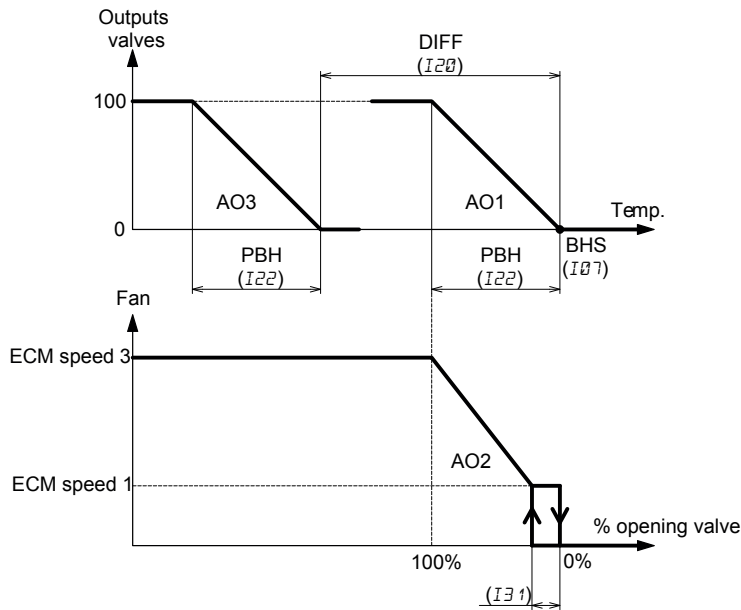 Outputs
valves
DIFF
(I20)
100
AO3
AO1
Temp.
0
PBH
(I22)
PBH
(I22)
BHS
(I07)
Fan
ECM speed 3
AO2
ECM speed 1
% opening valve
100%
0%
(I31)